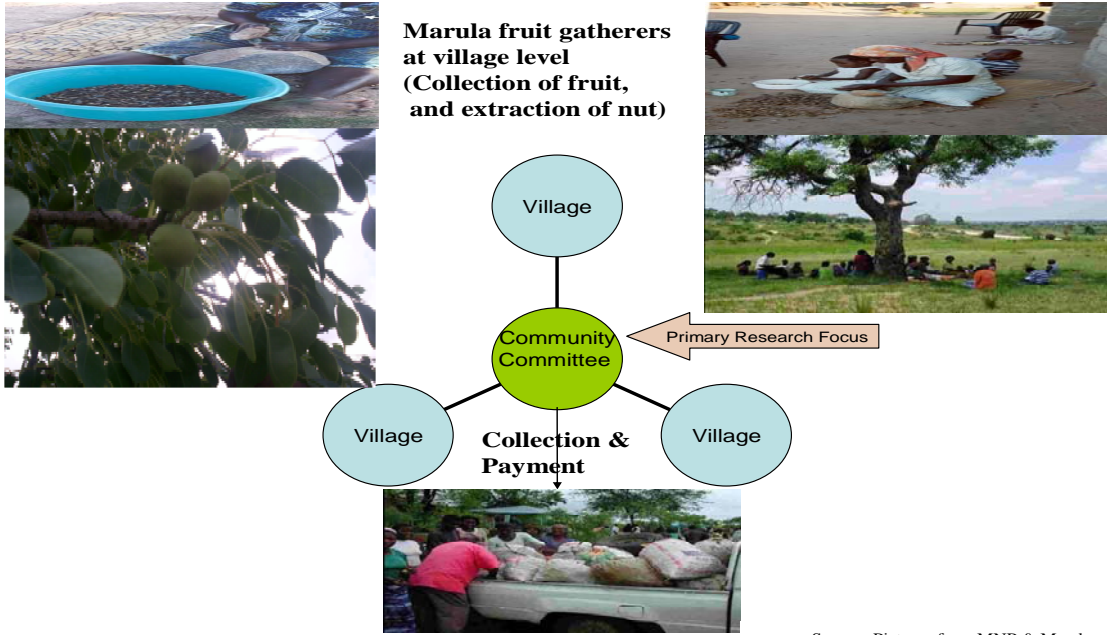 Marula fruit gatherers
at village level
(Collection of fruit,
and extraction of nut)
Village
Community
Committee
Primary Research Focus
Village
Village
Collection &
Payment